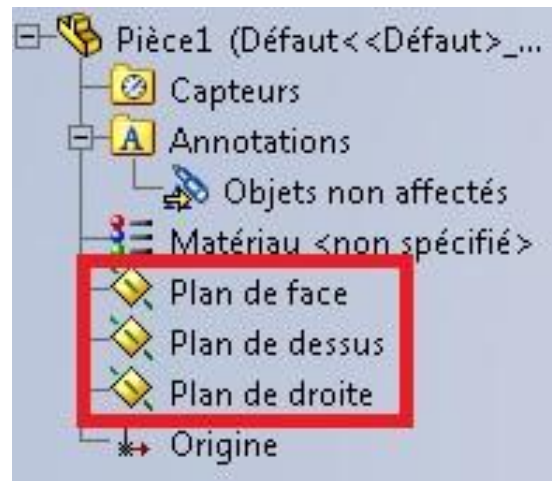 Pièce1 (Défaut<<Défaut>_...
Capteurs
A Annotations
Objets non affectés
Matériau <non spécifié>
Plan de face
Plan de dessus
Plan de droite
Origine